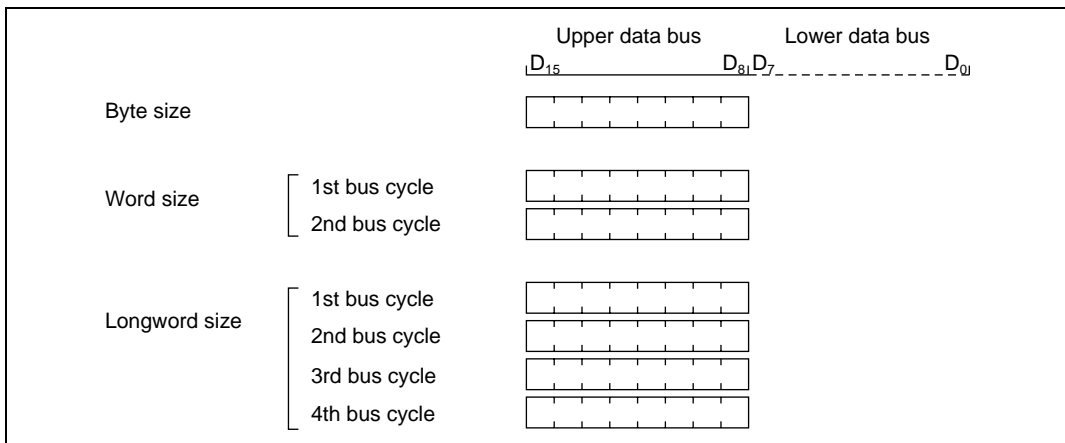 Upper data bus Lower data bus
D15 D8 D7 D0
Byte size
Word size
1st bus cycle
2nd bus cycle
Longword size
1st bus cycle
2nd bus cycle
3rd bus cycle
4th bus cycle